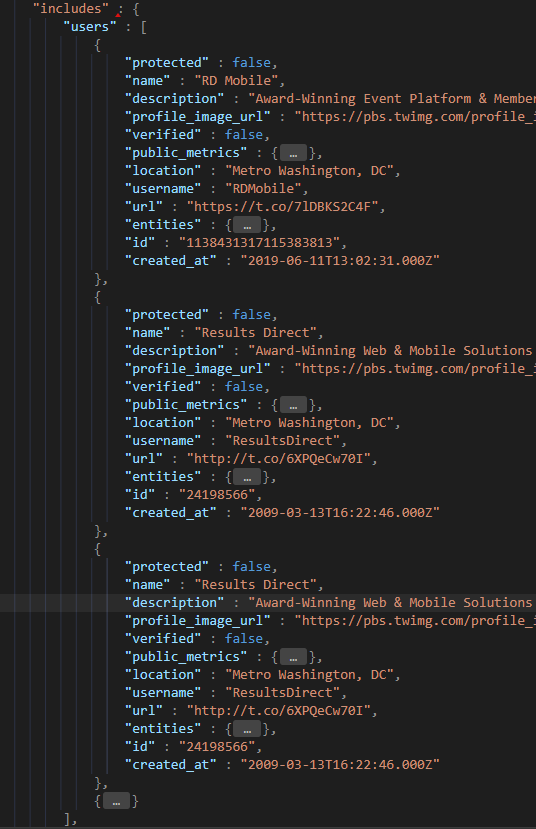 "includes" : {
"users" : [
{
"protected" : false,
"name" : "RD Mobile",
"description" : "Award-Winning Event Platform & Member
"profile_image_url" : "https://pbs.twimg.com/profile_i
"verified" : false,
"public_metrics" : { … },
"location" : "Metro Washington, DC",
"username" : "RDMobile",
"url" : "https://t.co/7lDBKS2C4F",
"entities" : { … },
"id" : "1138431317115383813",
"created_at" : "2019-06-11T13:02:31.000Z"
},
{
"protected" : false,
"name" : "Results Direct",
"description" : "Award-Winning Web & Mobile Solutions
"profile_image_url" : "https://pbs.twimg.com/profile_i
"verified" : false,
"public_metrics" : { … },
"location" : "Metro Washington, DC",
"username" : "ResultsDirect",
"url" : "http://t.co/6XPQeCw70I",
"entities" : { … },
"id" : "24198566",
"created_at" : "2009-03-13T16:22:46.000Z"
},
{
"protected" : false,
"name" : "Results Direct",
"description" : "Award-Winning Web & Mobile Solutions
"profile_image_url" : "https://pbs.twimg.com/profile_i
"verified" : false,
"public_metrics" : { … },
"location" : "Metro Washington, DC",
"username" : "ResultsDirect",
"url" : "http://t.co/6XPQeCw70I",
"entities" : { … },
"id" : "24198566",
"created_at" : "2009-03-13T16:22:46.000Z"
},
{ … }
],